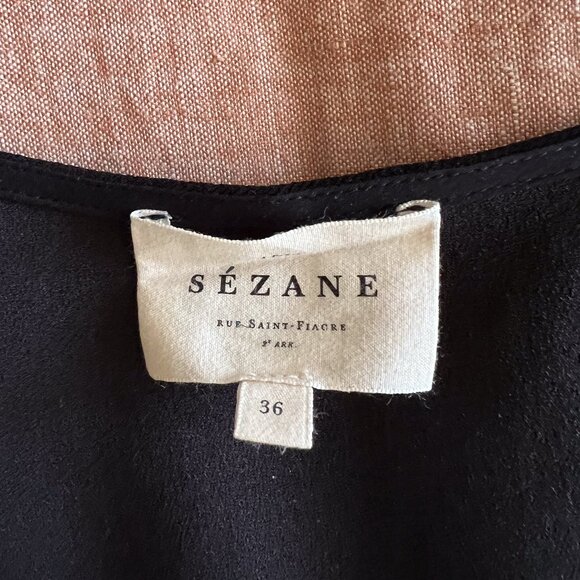 SÉZANE
RUE SAINT-FIACRE
2ᵉ ARR.
36